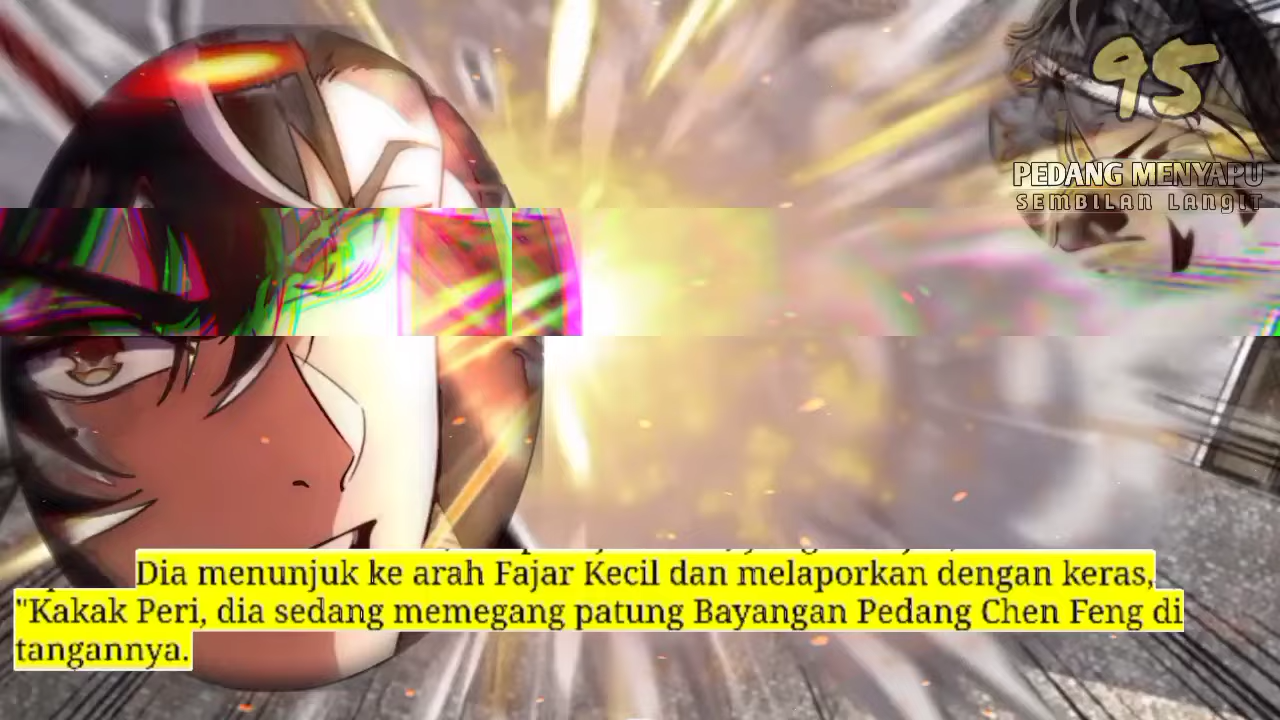 95
PEDANG MENYAPU
SEMBILAN LANGIT
Dia menunjuk ke arah Fajar Kecil dan melaporkan dengan keras,
"Kakak Peri, dia sedang memegang patung Bayangan Pedang Chen Feng di
tangannya.